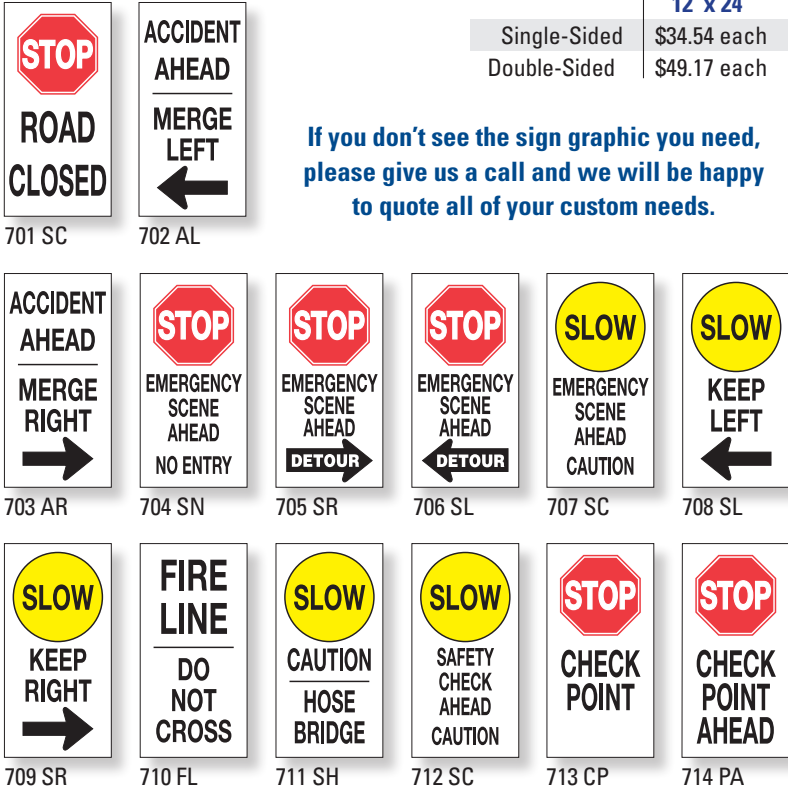 12" x 24"
Single-Sided $34.54 each
Double-Sided $49.17 each
If you don't see the sign graphic you need,
please give us a call and we will be happy
to quote all of your custom needs.
STOP
ROAD
CLOSED
701 SC
ACCIDENT
AHEAD
MERGE
LEFT
702 AL
ACCIDENT
AHEAD
MERGE
RIGHT
703 AR
STOP
EMERGENCY
SCENE
AHEAD
NO ENTRY
704 SN
STOP
EMERGENCY
SCENE
AHEAD
DETOUR
705 SR
STOP
EMERGENCY
SCENE
AHEAD
DETOUR
706 SL
SLOW
EMERGENCY
SCENE
AHEAD
CAUTION
707 SC
SLOW
KEEP
LEFT
708 SL
SLOW
KEEP
RIGHT
709 SR
FIRE
LINE
DO
NOT
CROSS
710 FL
SLOW
CAUTION
HOSE
BRIDGE
711 SH
SLOW
SAFETY
CHECK
AHEAD
CAUTION
712 SC
STOP
CHECK
POINT
713 CP
STOP
CHECK
POINT
AHEAD
714 PA